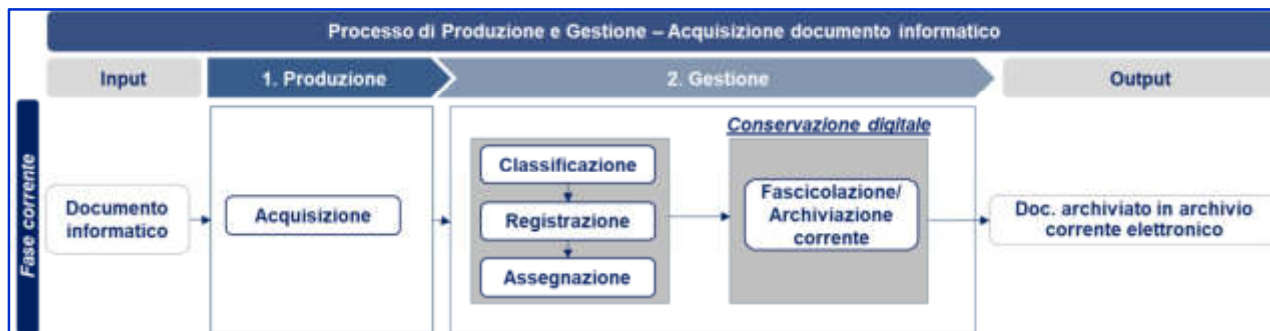 Processo di Produzione e Gestione – Acquisizione documento informatico
Input
1. Produzione
2. Gestione
Output
Fase corrente
Documento
informatico
Acquisizione
Classificazione
Registrazione
Assegnazione
Conservazione digitale
Fascicolazione/
Archiviazione
corrente
Doc. archiviato in archivio
corrente elettronico